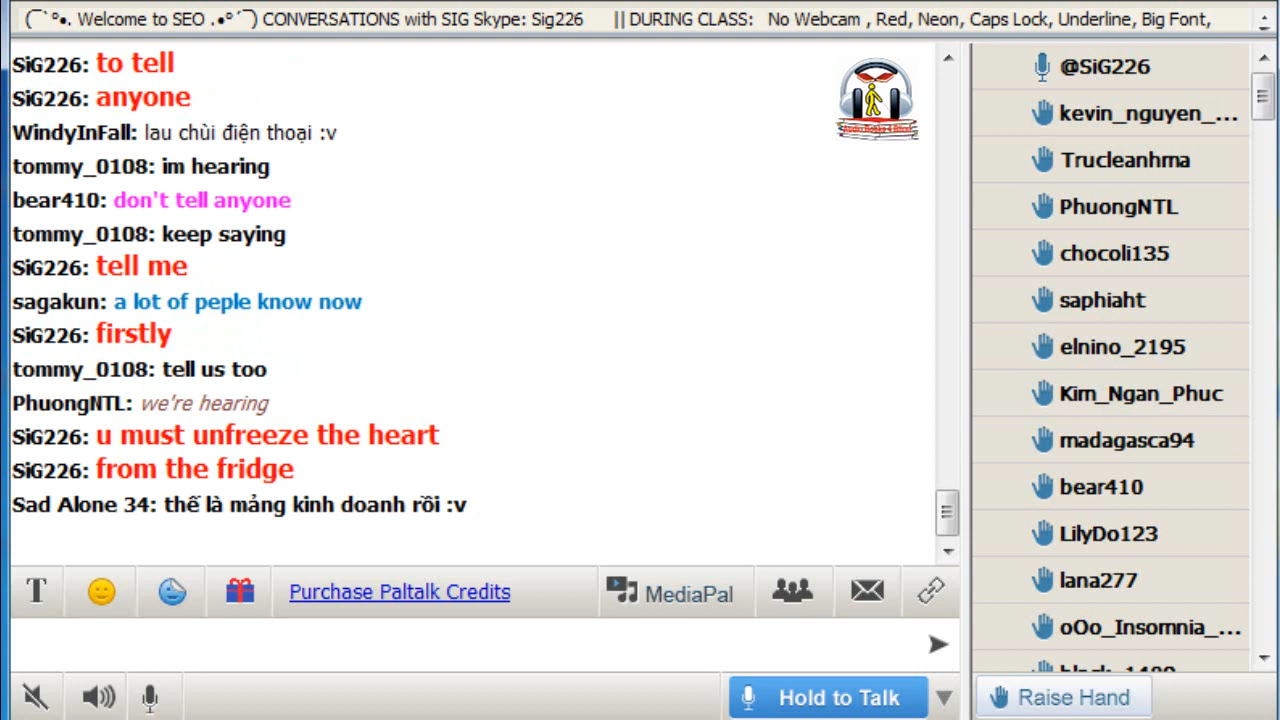 (¯`°•. Welcome to SEO .•°´¯) CONVERSATIONS with SIG Skype: Sig226 || DURING CLASS: No Webcam , Red, Neon, Caps Lock, Underline, Big Font,
SiG226: to tell
SiG226: anyone
WindyInFall: lau chùi điện thoại :v
tommy_0108: im hearing
bear410: don't tell anyone
tommy_0108: keep saying
SiG226: tell me
sagakun: a lot of peple know now
SiG226: firstly
tommy_0108: tell us too
PhuongNTL: we're hearing
SiG226: u must unfreeze the heart
SiG226: from the fridge
Sad Alone 34: thế là mảng kinh doanh rồi :v
@SiG226
kevin_nguyen_...
Trucleanhma
PhuongNTL
chocoli135
saphiaht
elnino_2195
Kim_Ngan_Phuc
madagasca94
bear410
LilyDo123
lana277
oOo_Insomnia_...
T
Purchase Paltalk Credits
MediaPal
Hold to Talk
Raise Hand